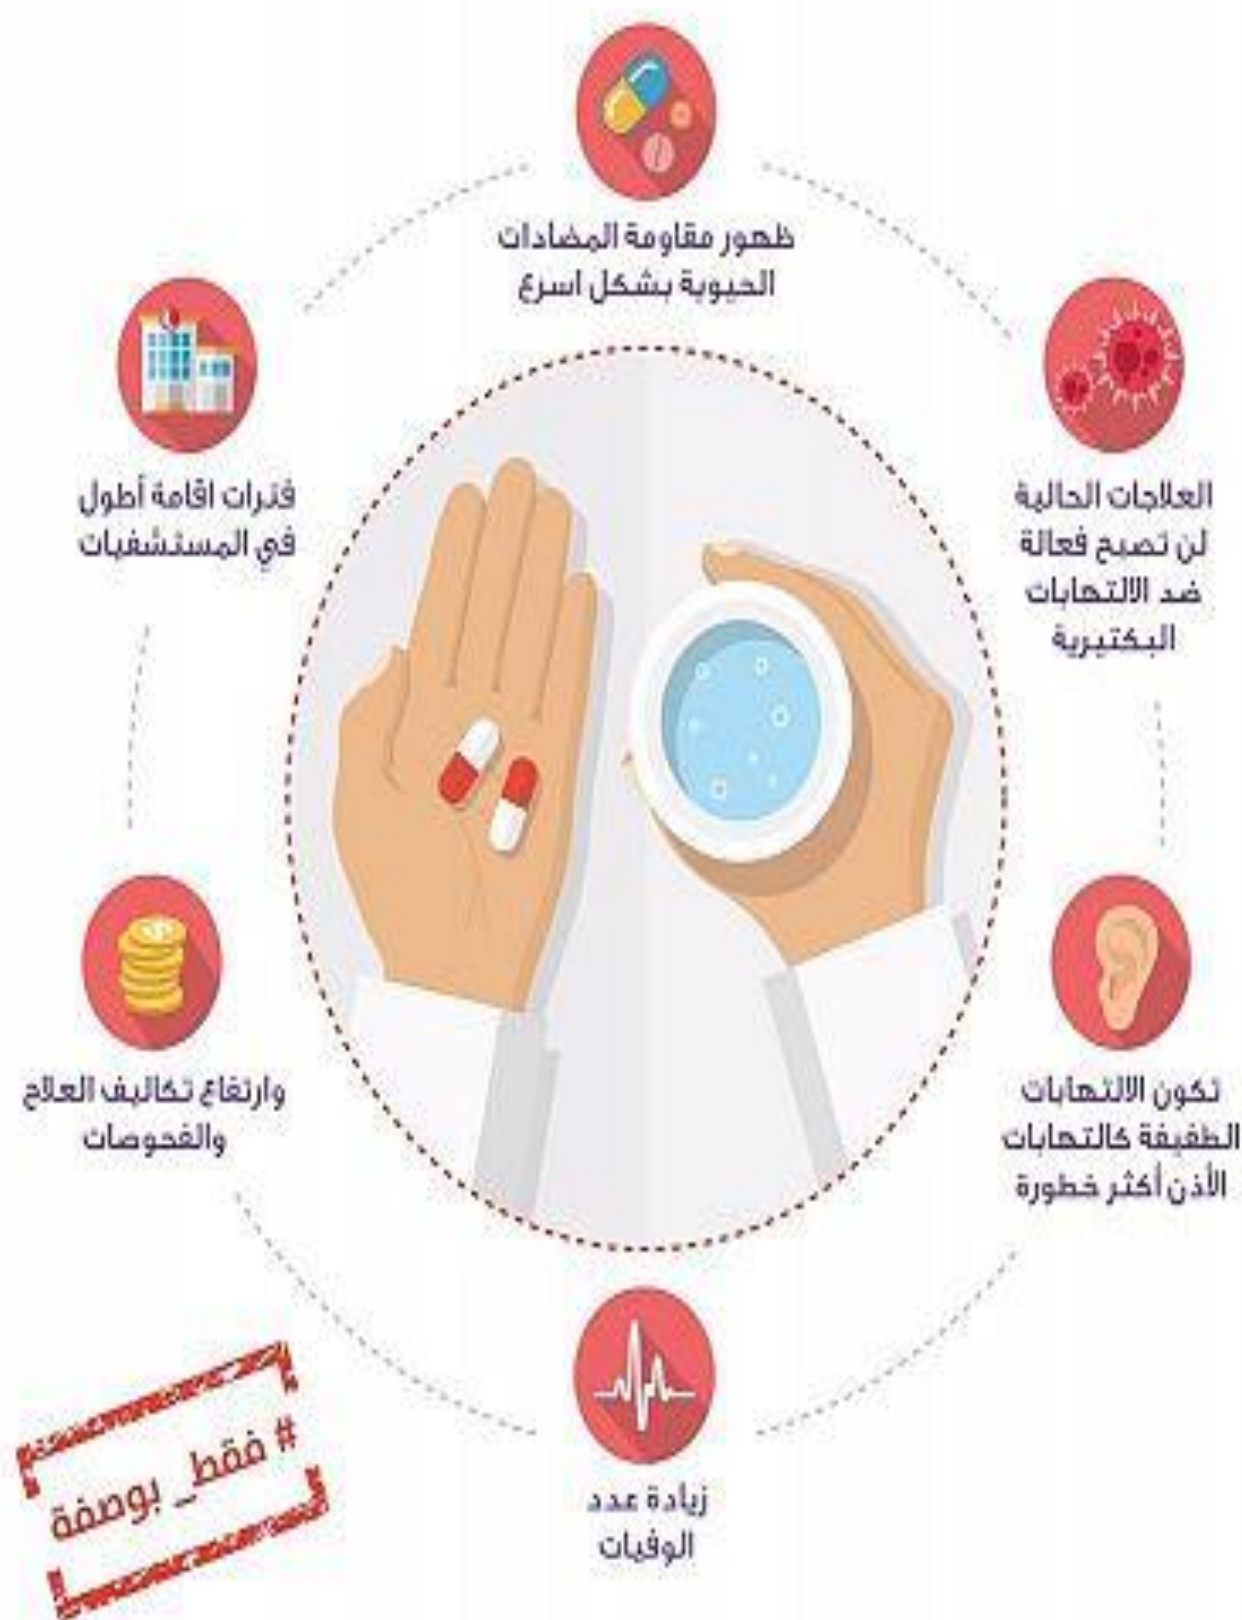 ظهور مقاومة المضادات
الحيوية بشكل اسرع
العلاجات الحالية
لن تصبح فعالة
ضد الالتهابات
البكتيرية
تكون الالتهابات
الطفيفة كالتهابات
الأذن أكثر خطورة
زيادة عدد
الوفيات
وارتفاع تكاليف العلاج
والفحوصات
فترات اقامة أطول
في المستشفيات
# فقط_ بوصفة